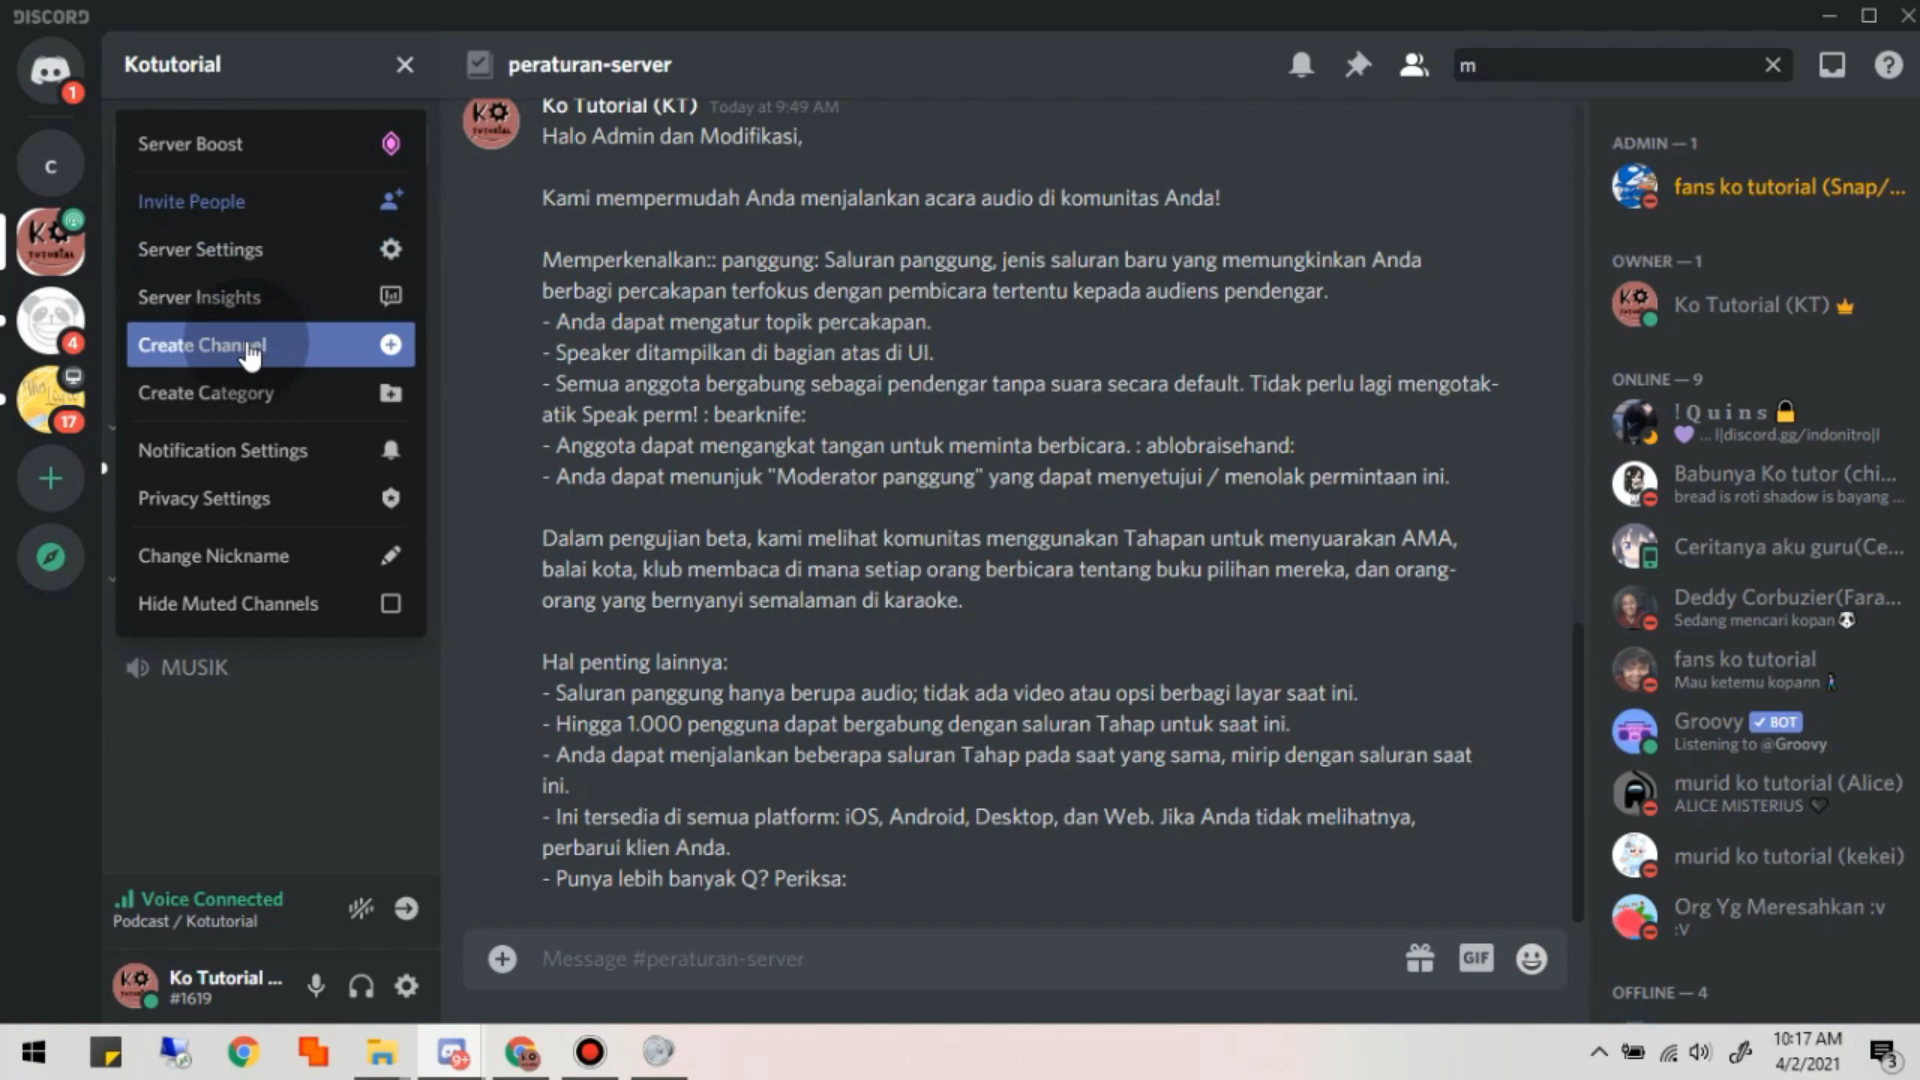 DISCORD
1
C
4
17
Kotutorial
Server Boost
Invite People
Server Settings
Server Insights
Create Channel
Create Category
Notification Settings
Privacy Settings
Change Nickname
Hide Muted Channels
MUSIK
Voice Connected
Podcast / Kotutorial
Ko Tutorial ...
#1619
peraturan-server
m
Ko Tutorial (KT) Today at 9:49 AM
Halo Admin dan Modifikasi,
Kami mempermudah Anda menjalankan acara audio di komunitas Anda!
Memperkenalkan:: panggung: Saluran panggung, jenis saluran baru yang memungkinkan Anda
berbagi percakapan terfokus dengan pembicara tertentu kepada audiens pendengar.
- Anda dapat mengatur topik percakapan.
- Speaker ditampilkan di bagian atas di UI.
- Semua anggota bergabung sebagai pendengar tanpa suara secara default. Tidak perlu lagi mengotak-
atik Speak perm! : bearknife:
- Anggota dapat mengangkat tangan untuk meminta berbicara. : ablobraisehand:
- Anda dapat menunjuk "Moderator panggung" yang dapat menyetujui / menolak permintaan ini.
Dalam pengujian beta, kami melihat komunitas menggunakan Tahapan untuk menyuarakan AMA,
balai kota, klub membaca di mana setiap orang berbicara tentang buku pilihan mereka, dan orang-
orang yang bernyanyi semalaman di karaoke.
Hal penting lainnya:
- Saluran panggung hanya berupa audio; tidak ada video atau opsi berbagi layar saat ini.
- Hingga 1.000 pengguna dapat bergabung dengan saluran Tahap untuk saat ini.
- Anda dapat menjalankan beberapa saluran Tahap pada saat yang sama, mirip dengan saluran saat
ini.
- Ini tersedia di semua platform: iOS, Android, Desktop, dan Web. Jika Anda tidak melihatnya,
perbarui klien Anda.
- Punya lebih banyak Q? Periksa:
Message #peraturan-server
GIF
ADMIN — 1
fans ko tutorial (Snap/...
OWNER — 1
Ko Tutorial (KT)
ONLINE — 9
! Q u i n s
... l|discord.gg/indonitro|l
Babunya Ko tutor (chi...
bread is roti shadow is bayang ...
Ceritanya aku guru(Ce...
Deddy Corbuzier(Fara...
Sedang mencari kopan
fans ko tutorial
Mau ketemu kopann
Groovy BOT
Listening to @Groovy
murid ko tutorial (Alice)
ALICE MISTERIUS
murid ko tutorial (kekei)
Org Yg Meresahkan :v
:V
OFFLINE — 4
9+
10:17 AM
4/2/2021
3